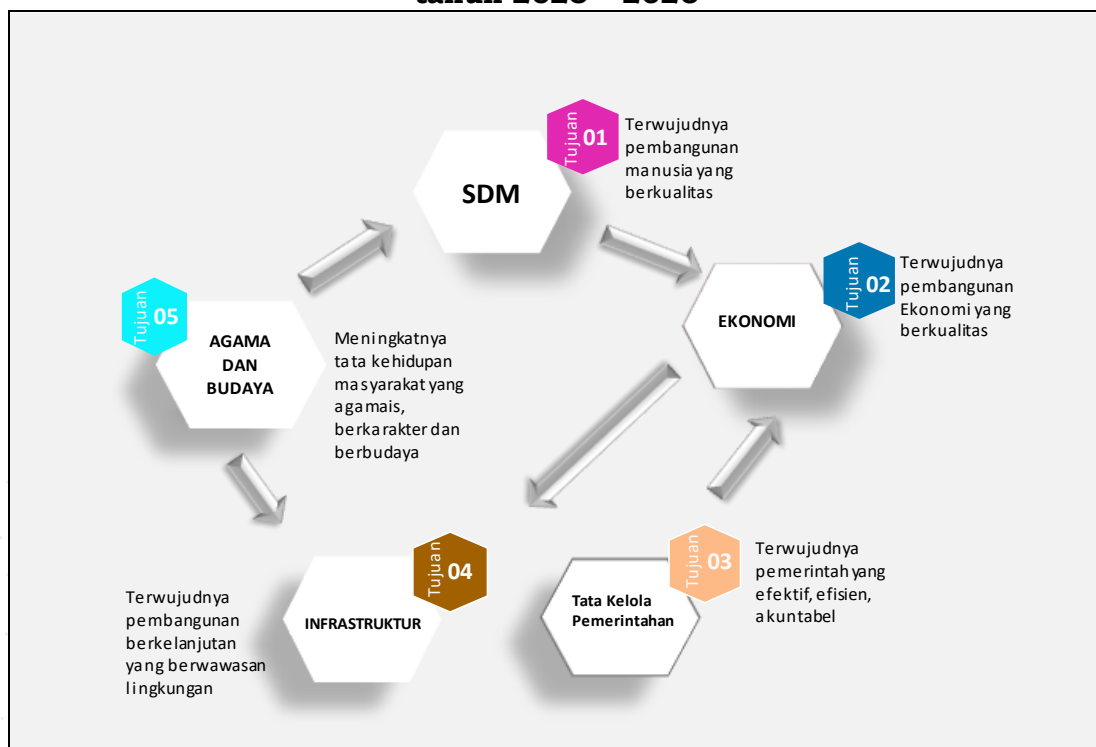 Tujuan 01
Terwujudnya
pembangunan
manusia yang
berkualitas
SDM
Tujuan 02
Terwujudnya
pembangunan
Ekonomi yang
berkualitas
EKONOMI
Tujuan 05
AGAMA
DAN
BUDAYA
Meningkatnya
tata kehidupan
masyarakat yang
agamais,
berkarakter dan
berbudaya
Tujuan 03
Terwujudnya
pemerintah yang
efektif, efisien,
akuntabel
Tata Kelola
Pemerintahan
Tujuan 04
INFRASTRUKTUR
Terwujudnya
pembangunan
berkelanjutan
yang berwawasan
lingkungan